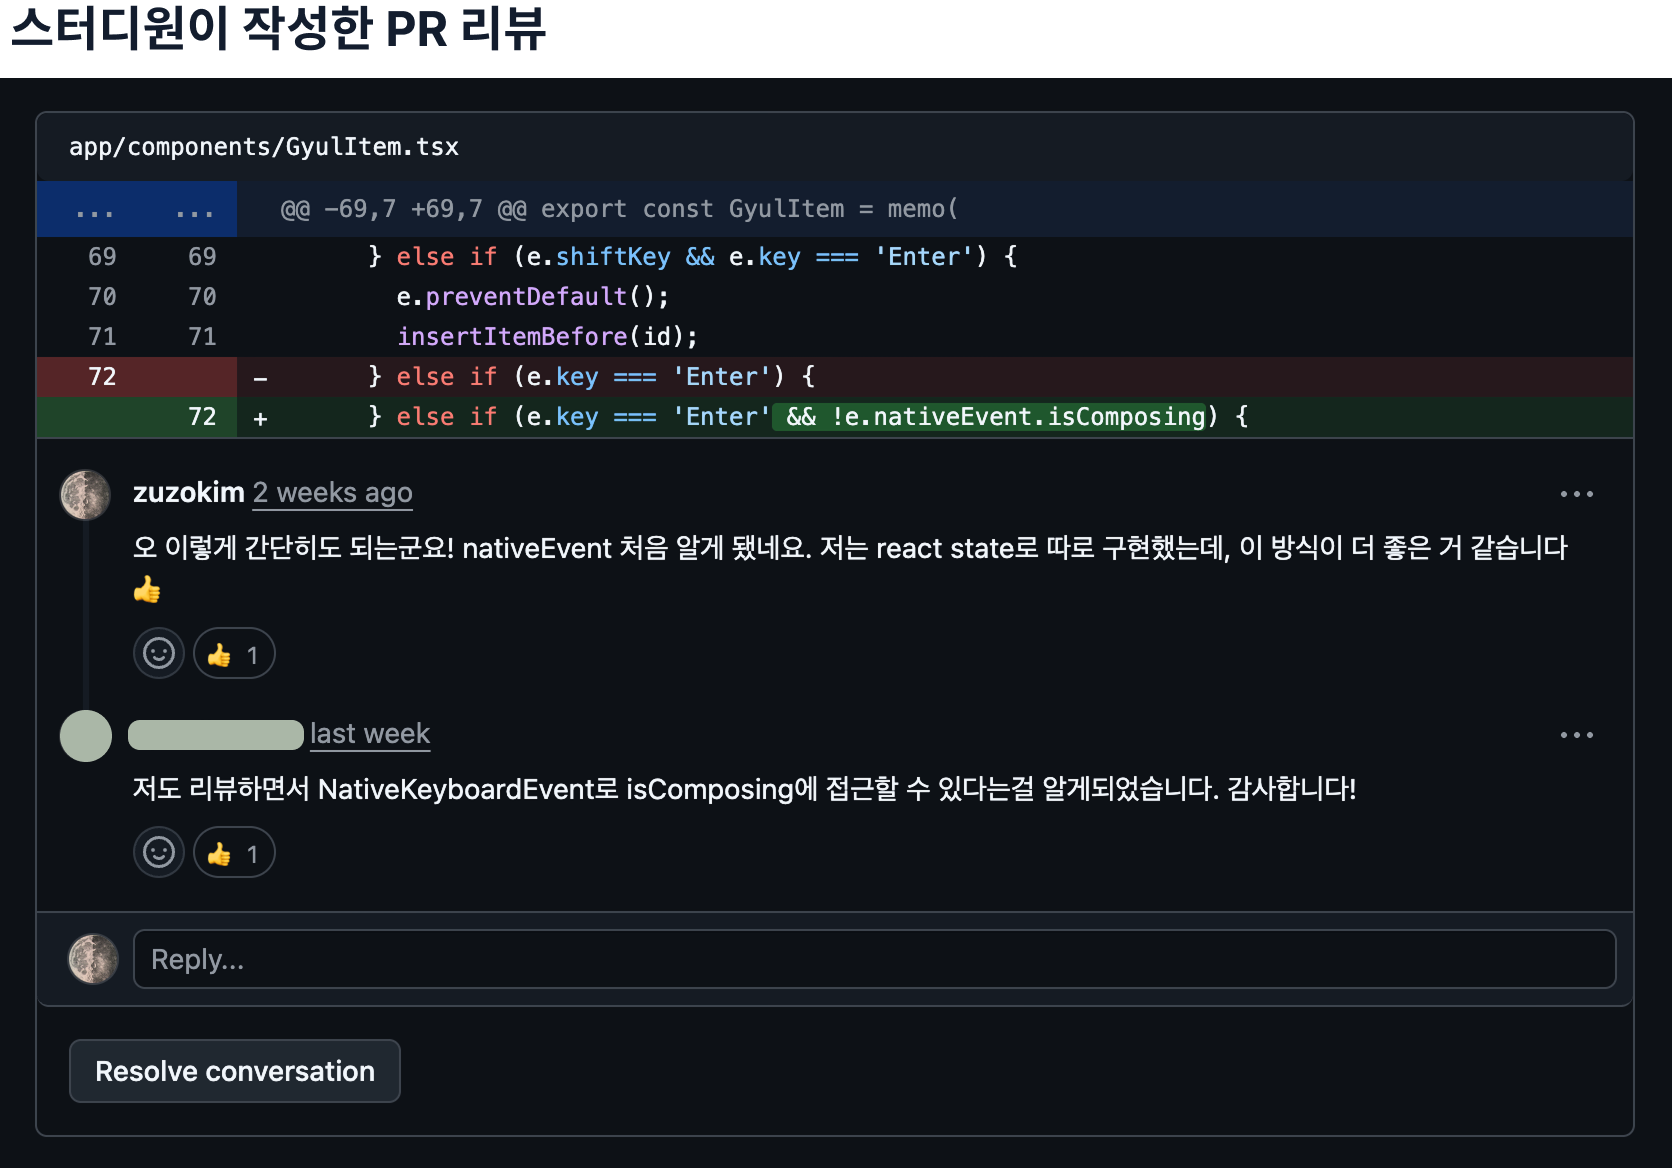 스터디원이 작성한 PR 리뷰
app/components/GyulItem.tsx
... ... @@ -69,7 +69,7 @@ export const GyulItem = memo(
69 69 } else if (e.shiftKey && e.key === 'Enter') {
70 70 e.preventDefault();
71 71 insertItemBefore(id);
72 - } else if (e.key === 'Enter') {
72 + } else if (e.key === 'Enter' && !e.nativeEvent.isComposing) {
zuzokim 2 weeks ago
오 이렇게 간단히도 되는군요! nativeEvent 처음 알게 됐네요. 저는 react state로 따로 구현했는데, 이 방식이 더 좋은 거 같습니다
👍
👍 1
last week
저도 리뷰하면서 NativeKeyboardEvent로 isComposing에 접근할 수 있다는걸 알게되었습니다. 감사합니다!
👍 1
Reply...
Resolve conversation